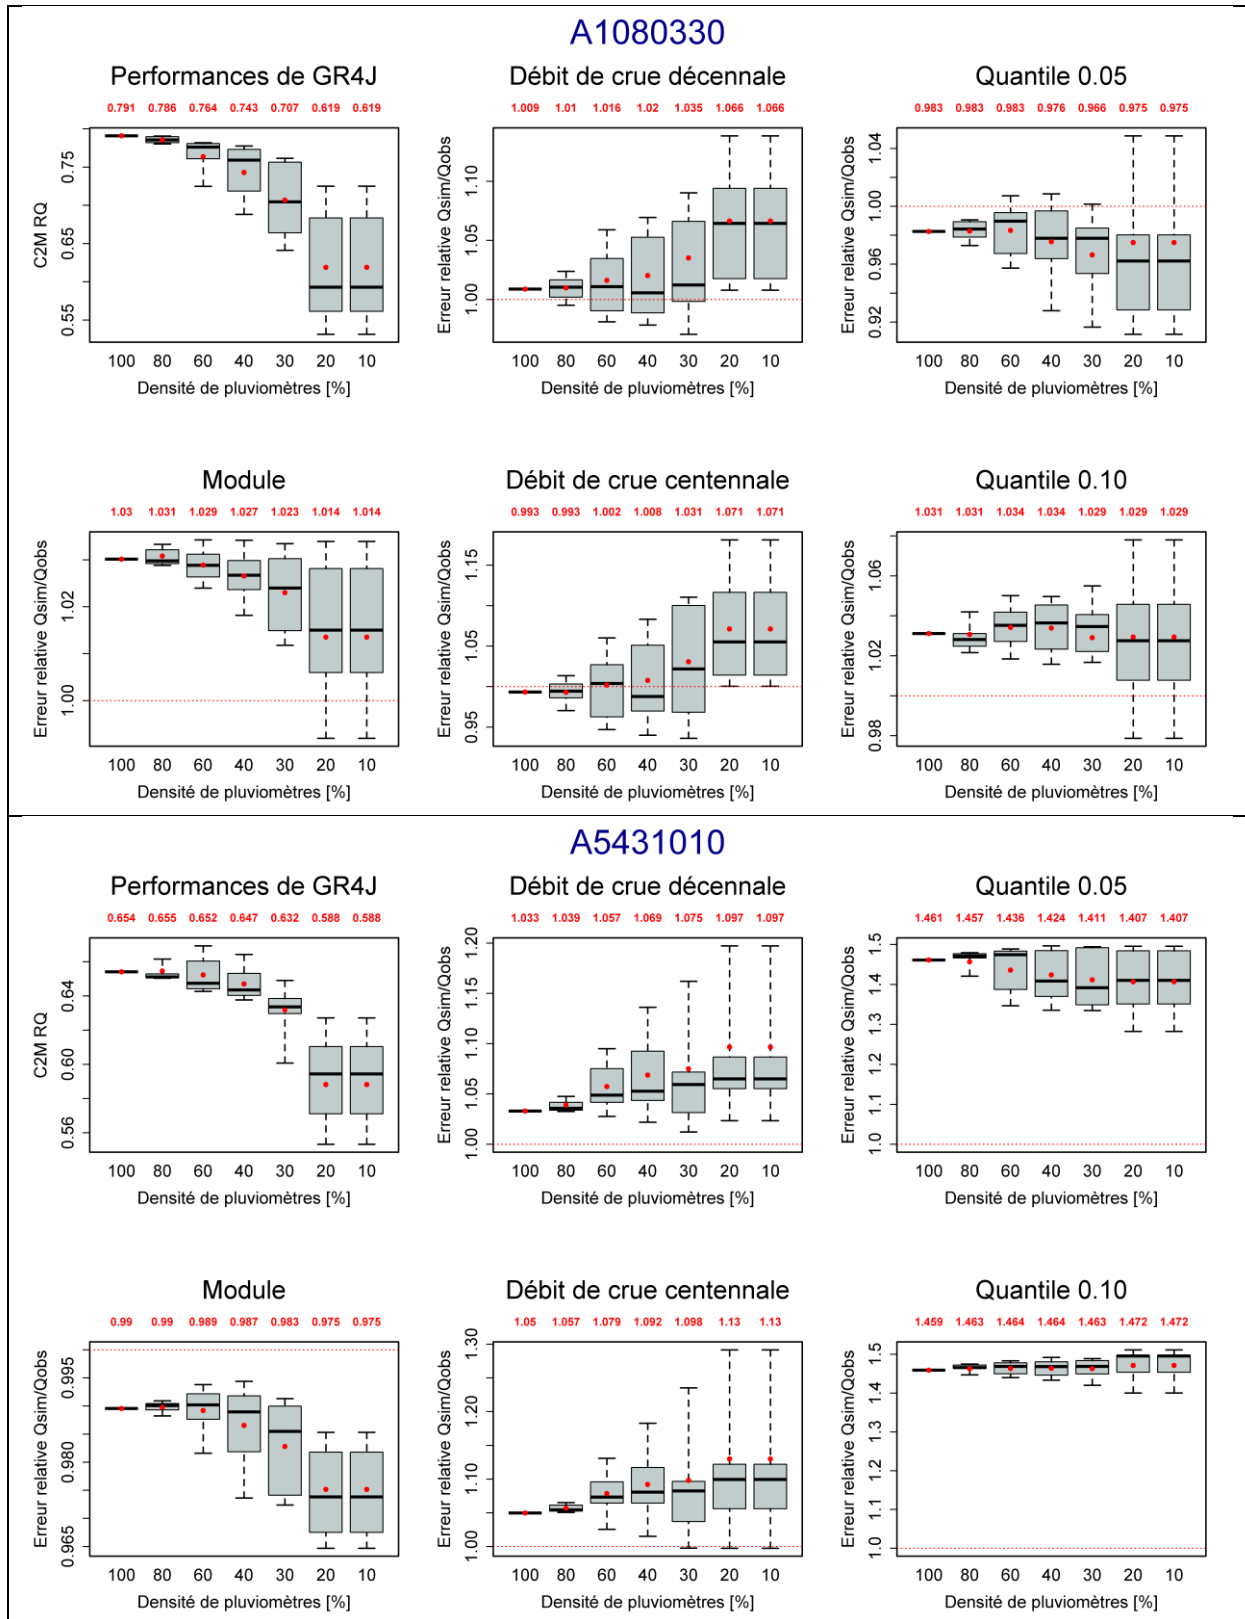 A1080330
Performances de GR4J
0.791 0.786 0.764 0.743 0.707 0.619 0.619
C2M RQ
0.75
0.65
0.55
100 80 60 40 30 20 10
Densité de pluviomètres [%]
Débit de crue décennale
1.009 1.01 1.016 1.02 1.035 1.066 1.066
Erreur relative Qsim/Qobs
1.10
1.05
1.00
100 80 60 40 30 20 10
Densité de pluviomètres [%]
Quantile 0.05
0.983 0.983 0.983 0.976 0.966 0.975 0.975
Erreur relative Qsim/Qobs
1.04
1.00
0.96
0.92
100 80 60 40 30 20 10
Densité de pluviomètres [%]
Module
1.03 1.031 1.029 1.027 1.023 1.014 1.014
Erreur relative Qsim/Qobs
1.02
1.00
100 80 60 40 30 20 10
Densité de pluviomètres [%]
Débit de crue centennale
0.993 0.993 1.002 1.008 1.031 1.071 1.071
Erreur relative Qsim/Qobs
1.15
1.05
0.95
100 80 60 40 30 20 10
Densité de pluviomètres [%]
Quantile 0.10
1.031 1.031 1.034 1.034 1.029 1.029 1.029
Erreur relative Qsim/Qobs
1.06
1.02
0.98
100 80 60 40 30 20 10
Densité de pluviomètres [%]
A5431010
Performances de GR4J
0.654 0.655 0.652 0.647 0.632 0.588 0.588
C2M RQ
0.64
0.60
0.56
100 80 60 40 30 20 10
Densité de pluviomètres [%]
Débit de crue décennale
1.033 1.039 1.057 1.069 1.075 1.097 1.097
Erreur relative Qsim/Qobs
1.20
1.15
1.10
1.05
1.00
100 80 60 40 30 20 10
Densité de pluviomètres [%]
Quantile 0.05
1.461 1.457 1.436 1.424 1.411 1.407 1.407
Erreur relative Qsim/Qobs
1.5
1.4
1.3
1.2
1.1
1.0
100 80 60 40 30 20 10
Densité de pluviomètres [%]
Module
0.99 0.99 0.989 0.987 0.983 0.975 0.975
Erreur relative Qsim/Qobs
0.995
0.980
0.965
100 80 60 40 30 20 10
Densité de pluviomètres [%]
Débit de crue centennale
1.05 1.057 1.079 1.092 1.098 1.13 1.13
Erreur relative Qsim/Qobs
1.30
1.20
1.10
1.00
100 80 60 40 30 20 10
Densité de pluviomètres [%]
Quantile 0.10
1.459 1.463 1.464 1.464 1.463 1.472 1.472
Erreur relative Qsim/Qobs
1.5
1.4
1.3
1.2
1.1
1.0
100 80 60 40 30 20 10
Densité de pluviomètres [%]